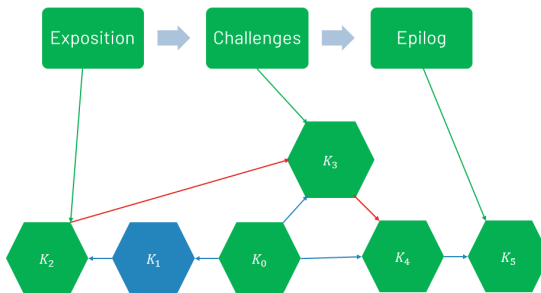 Exposition Challenges Epilog
K₃
K₂ K₁ K₀ K₄ K₅